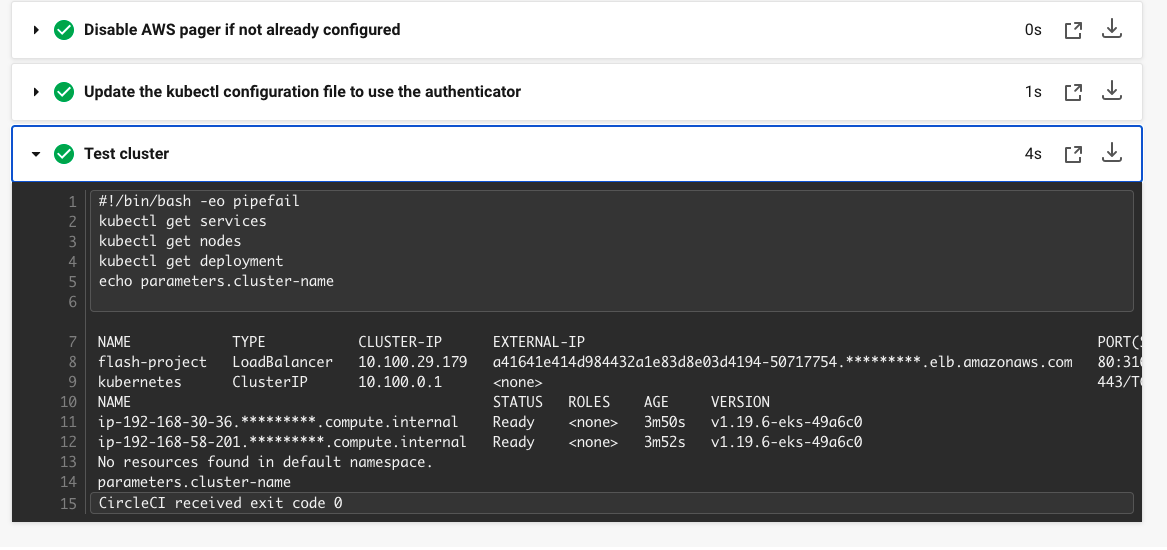 Disable AWS pager if not already configured 0s
Update the kubectl configuration file to use the authenticator 1s
Test cluster 4s
1 #!/bin/bash -eo pipefail
2 kubectl get services
3 kubectl get nodes
4 kubectl get deployment
5 echo parameters.cluster-name
6
7 NAME TYPE CLUSTER-IP EXTERNAL-IP PORT(S
8 flash-project LoadBalancer 10.100.29.179 a41641e414d984432a1e83d8e03d4194-50717754.*********.elb.amazonaws.com 80:310
9 kubernetes ClusterIP 10.100.0.1 <none> 443/TC
10 NAME STATUS ROLES AGE VERSION
11 ip-192-168-30-36.*********.compute.internal Ready <none> 3m50s v1.19.6-eks-49a6c0
12 ip-192-168-58-201.*********.compute.internal Ready <none> 3m52s v1.19.6-eks-49a6c0
13 No resources found in default namespace.
14 parameters.cluster-name
15 CircleCI received exit code 0